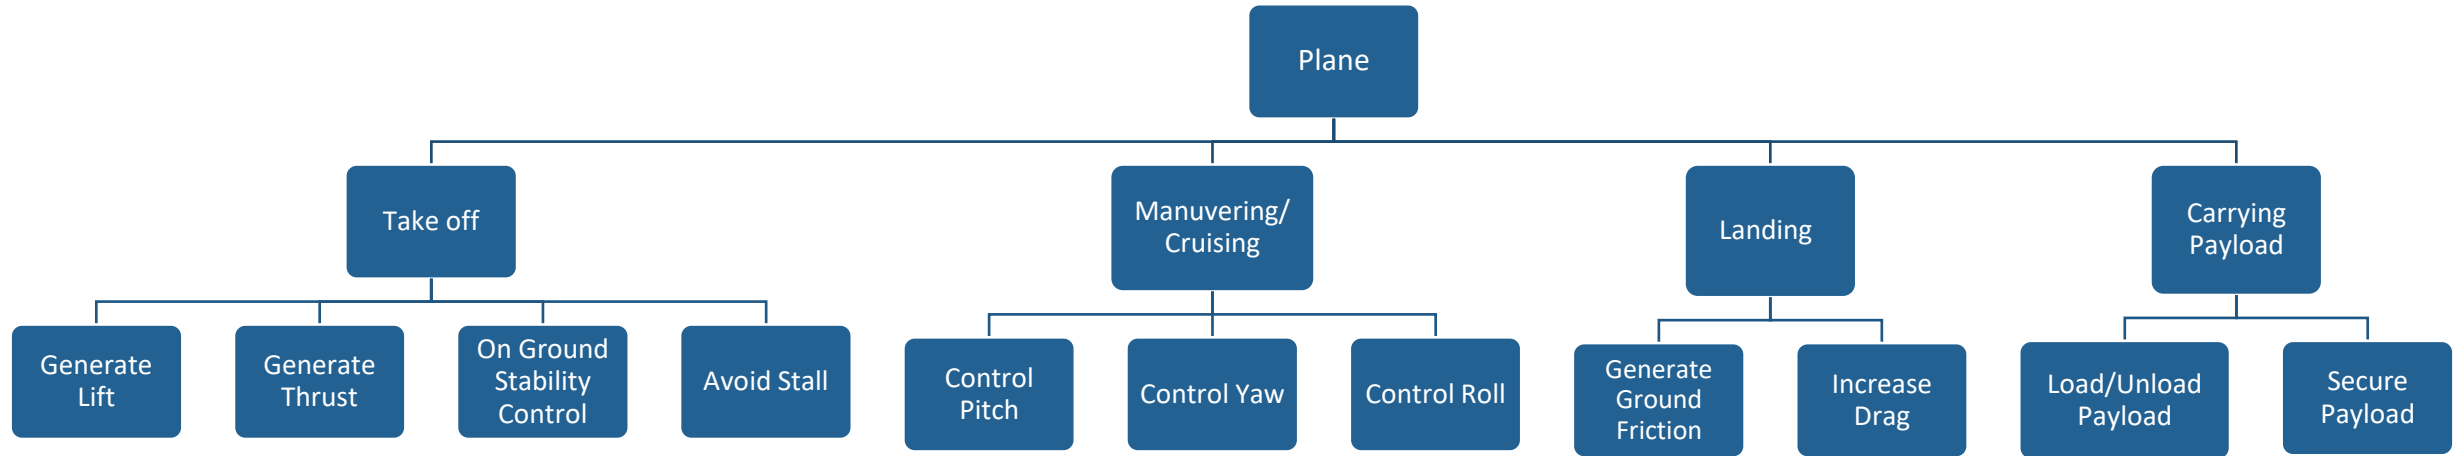 Plane
Take off
Manuvering/
Cruising
Landing
Carrying
Payload
Generate
Lift
Generate
Thrust
On Ground
Stability
Control
Avoid Stall
Control
Pitch
Control Yaw
Control Roll
Generate
Ground
Friction
Increase
Drag
Load/Unload
Payload
Secure
Payload